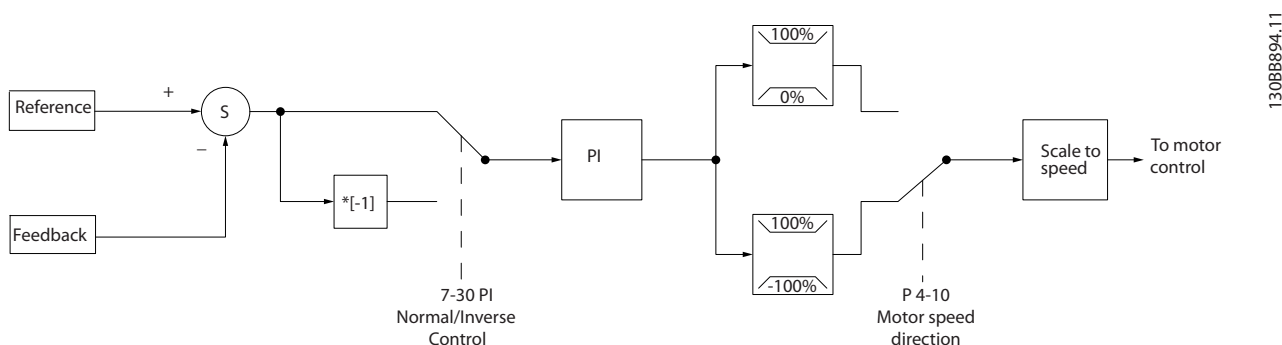 130BB894.11
100%
0%
Reference
+
S
−
PI
Scale to
speed
To motor
control
*[-1]
Feedback
100%
-100%
7-30 PI
Normal/Inverse
Control
P 4-10
Motor speed
direction